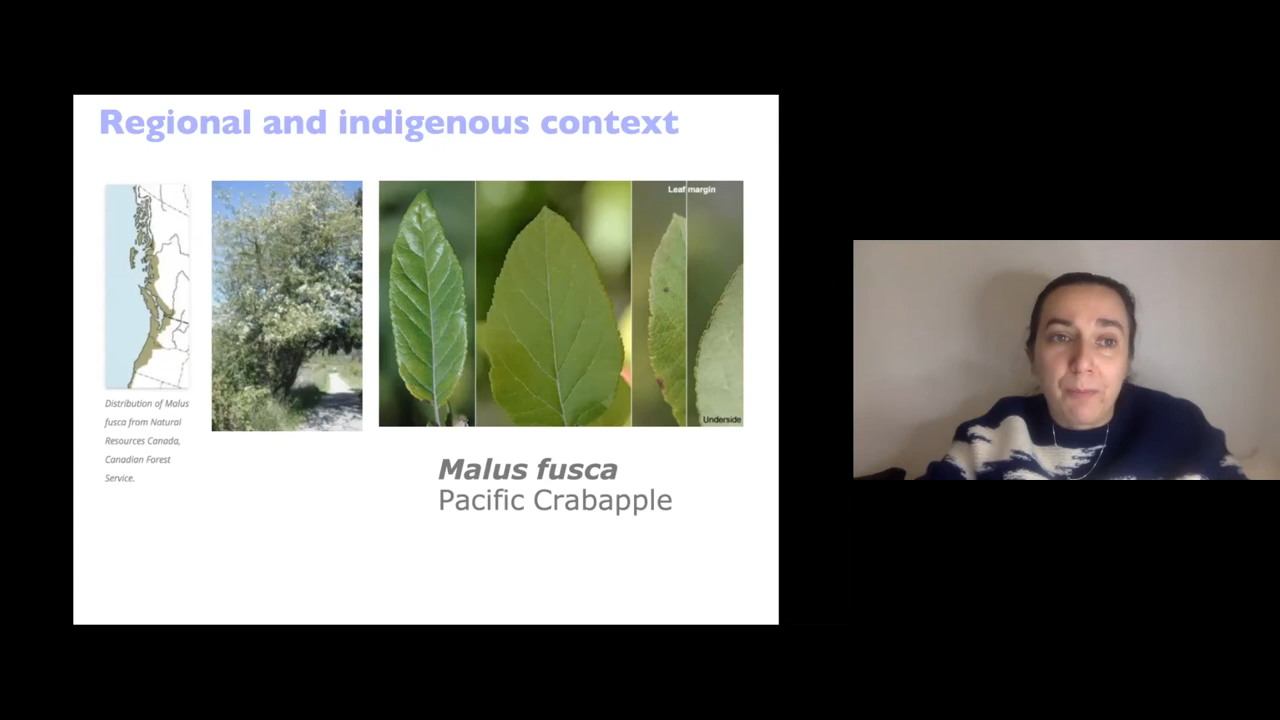 Regional and indigenous context
Leaf margin
Underside
Distribution of Malus
fusca from Natural
Resources Canada,
Canadian Forest
Service.
Malus fusca
Pacific Crabapple